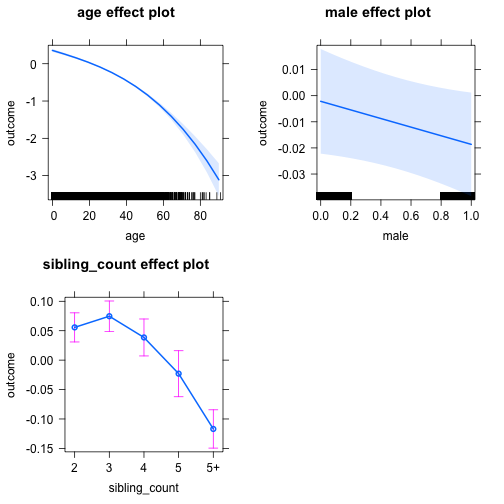 age effect plot
0
-1
-2
-3
outcome
0 20 40 60 80
age
male effect plot
0.01
0.00
-0.01
-0.02
-0.03
outcome
0.0 0.2 0.4 0.6 0.8 1.0
male
sibling_count effect plot
0.10
0.05
0.00
-0.05
-0.10
-0.15
outcome
2 3 4 5 5+
sibling_count